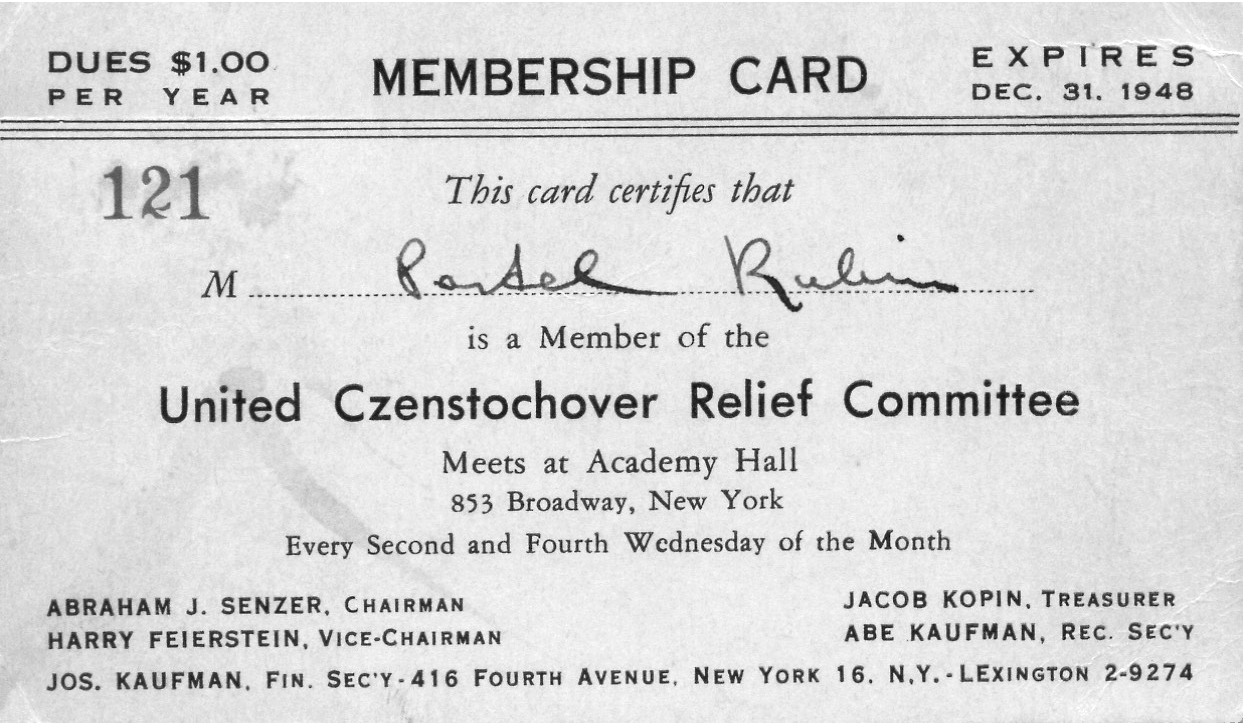 DUES $1.00
PER YEAR
MEMBERSHIP CARD
EXPIRES
DEC. 31. 1948
121
This card certifies that
M Rubin
is a Member of the
United Czenstochover Relief Committee
Meets at Academy Hall
853 Broadway, New York
Every Second and Fourth Wednesday of the Month
ABRAHAM J. SENZER, CHAIRMAN
HARRY FEIERSTEIN, VICE-CHAIRMAN
JACOB KOPIN, TREASURER
ABE KAUFMAN, REC. SEC'Y
JOS. KAUFMAN, FIN. SEC'Y-416 FOURTH AVENUE, NEW YORK 16. N.Y.-LEXINGTON 2-9274